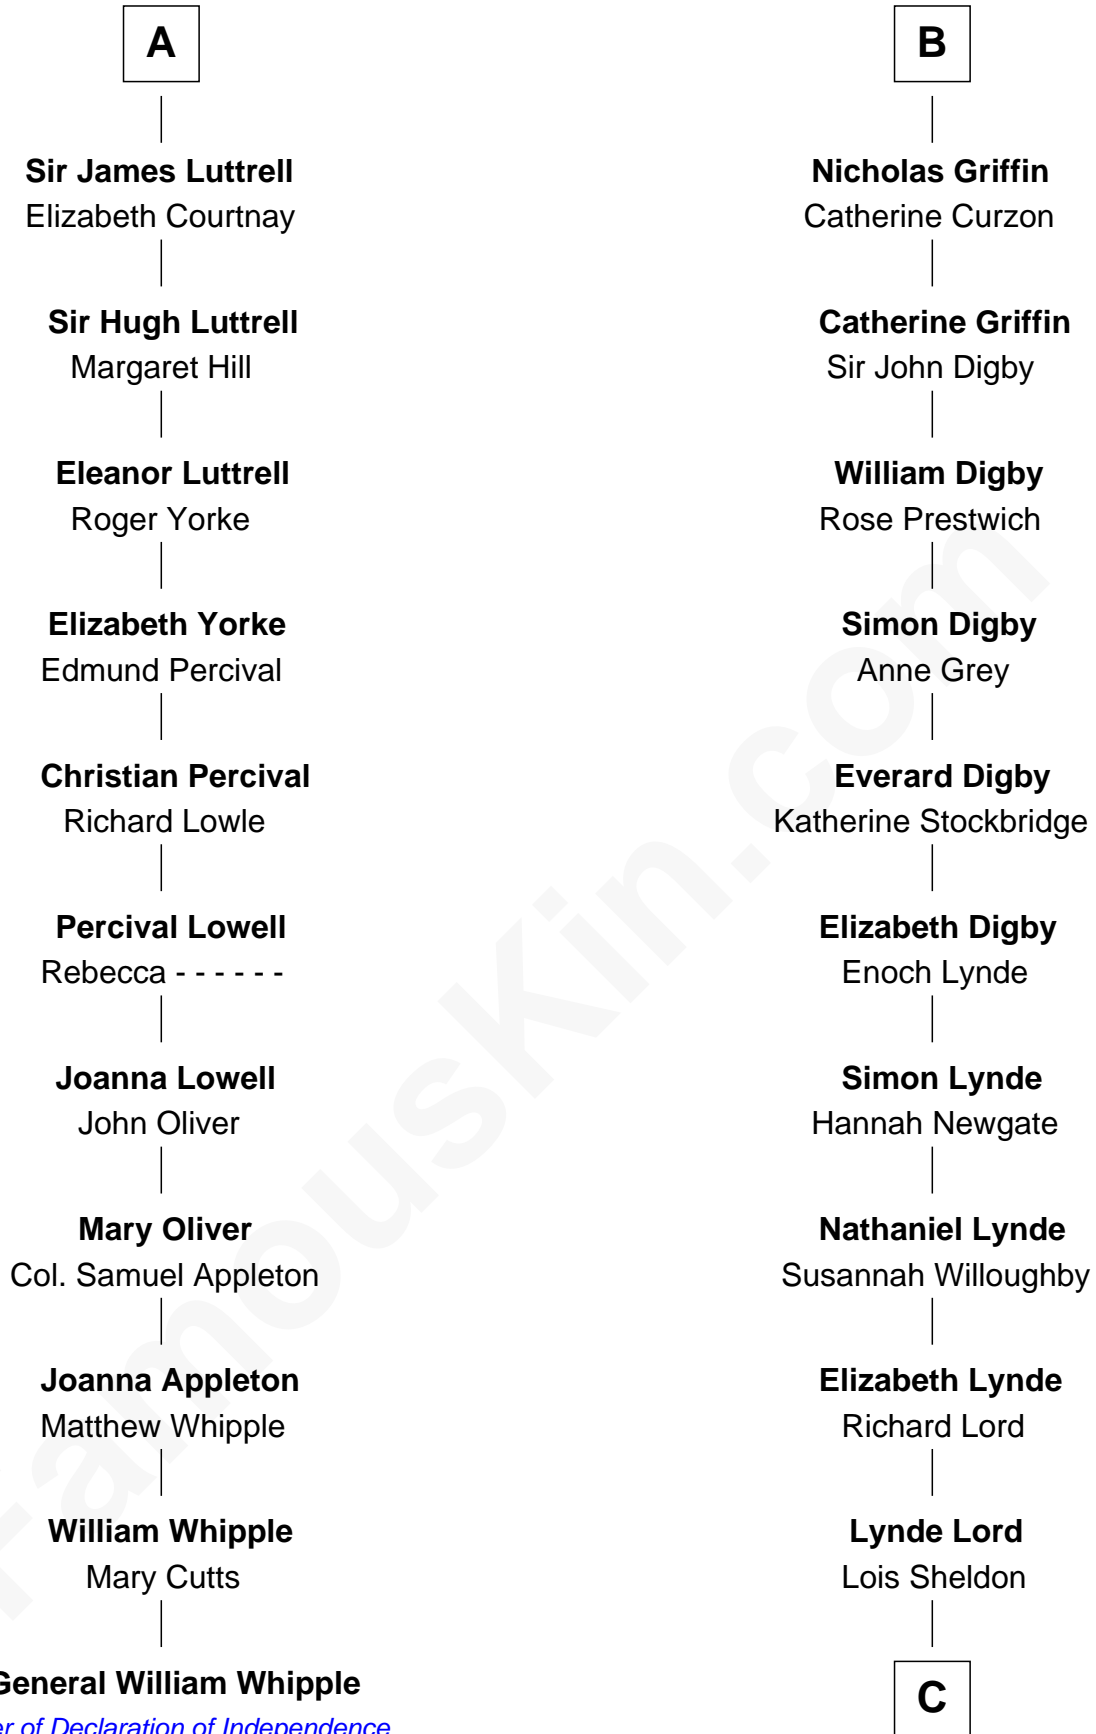 A
Sir James Luttrell
Elizabeth Courtnay
Sir Hugh Luttrell
Margaret Hill
Eleanor Luttrell
Roger Yorke
Elizabeth Yorke
Edmund Percival
Christian Percival
Richard Lowle
Percival Lowell
Rebecca - - - - - -
Joanna Lowell
John Oliver
Mary Oliver
Col. Samuel Appleton
Joanna Appleton
Matthew Whipple
William Whipple
Mary Cutts
General William Whipple
er of Declaration of Independence
B
Nicholas Griffin
Catherine Curzon
Catherine Griffin
Sir John Digby
William Digby
Rose Prestwich
Simon Digby
Anne Grey
Everard Digby
Katherine Stockbridge
Elizabeth Digby
Enoch Lynde
Simon Lynde
Hannah Newgate
Nathaniel Lynde
Susannah Willoughby
Elizabeth Lynde
Richard Lord
Lynde Lord
Lois Sheldon
C
FamousKin.com